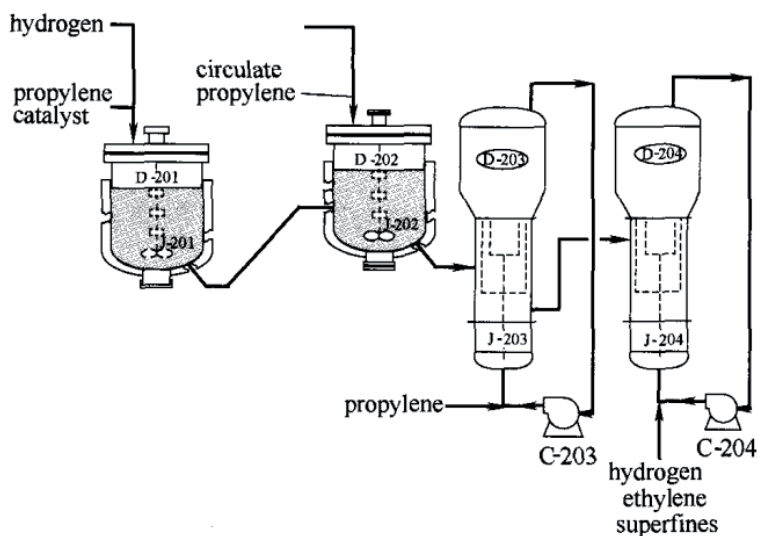 hydrogen
propylene
catalyst
circulate
propylene
D-201
J-201
D-202
J-202
D-203
J-203
D-204
J-204
propylene
C-203
C-204
hydrogen
ethylene
superfines